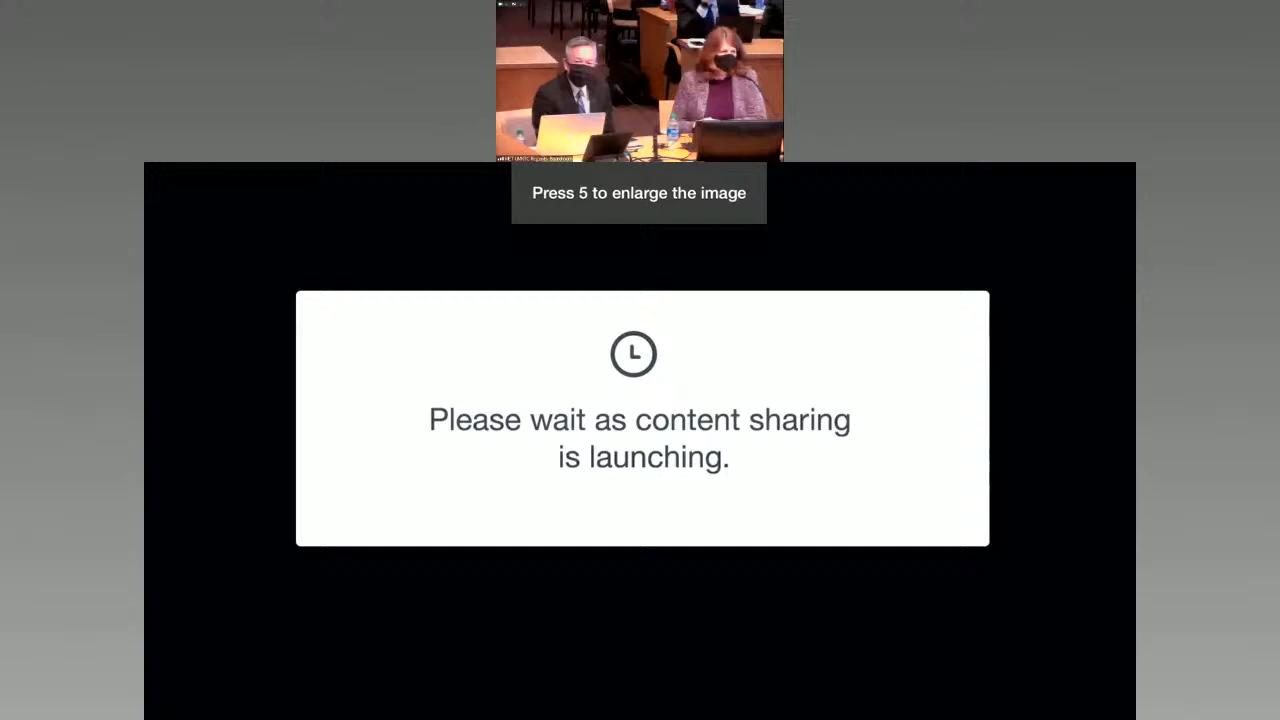 Press 5 to enlarge the image
Please wait as content sharing
is launching.